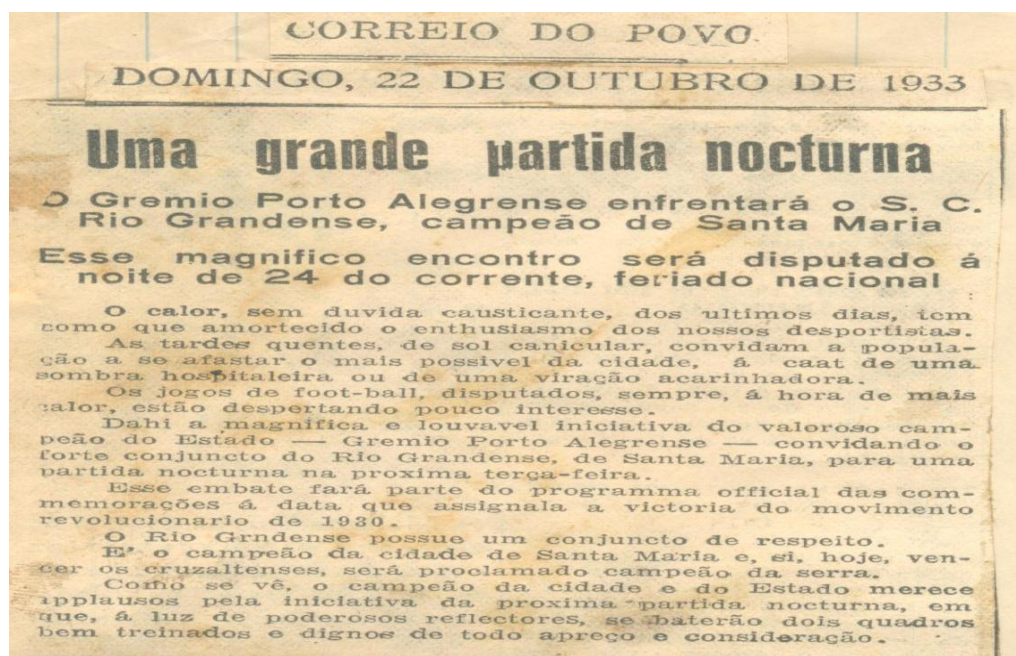 CORREIO DO POVO.
DOMINGO, 22 DE OUTUBRO DE 1933
Uma grande partida nocturna
O Gremio Porto Alegrense enfrentará o S. C.
Rio Grandense, campeão de Santa Maria
Esse magnifico encontro será disputado á
noite de 24 do corrente, feriado nacional
O calor, sem duvida causticante, dos ultimos dias, tem
como que amortecido o enthusiasmo dos nossos desportistas.
As tardes quentes, de sol canicular, convidam a popula-
ção a se afastar o mais possivel da cidade, á caat de uma
sombra hospitaleira ou de uma viração acarinhadora.
Os jogos de foot-ball, disputados, sempre, á hora de mais
calor, estão despertando pouco interesse.
Dahi a magnifica e louvavel iniciativa do valoroso cam-
peão do Estado — Gremio Porto Alegrense — convidando o
forte conjuncto do Rio Grandense, de Santa Maria, para uma
partida nocturna na proxima terça-feira.
Esse embate fará parte do programma official das com-
memorações á data que assignala a victoria do movimento
revolucionario de 1930.
O Rio Grndense possue um conjuncto de respeito.
E' o campeão da cidade de Santa Maria e, si, hoje, ven-
cer os cruzaltenses, será proclamado campeão da serra.
Como se vê, o campeão da cidade e do Estado merece
applausos pela iniciativa da proxima partida nocturna, em
que, á luz de poderosos reflectores, se baterão dois quadros
bem treinados e dignos de todo apreço e consideração.